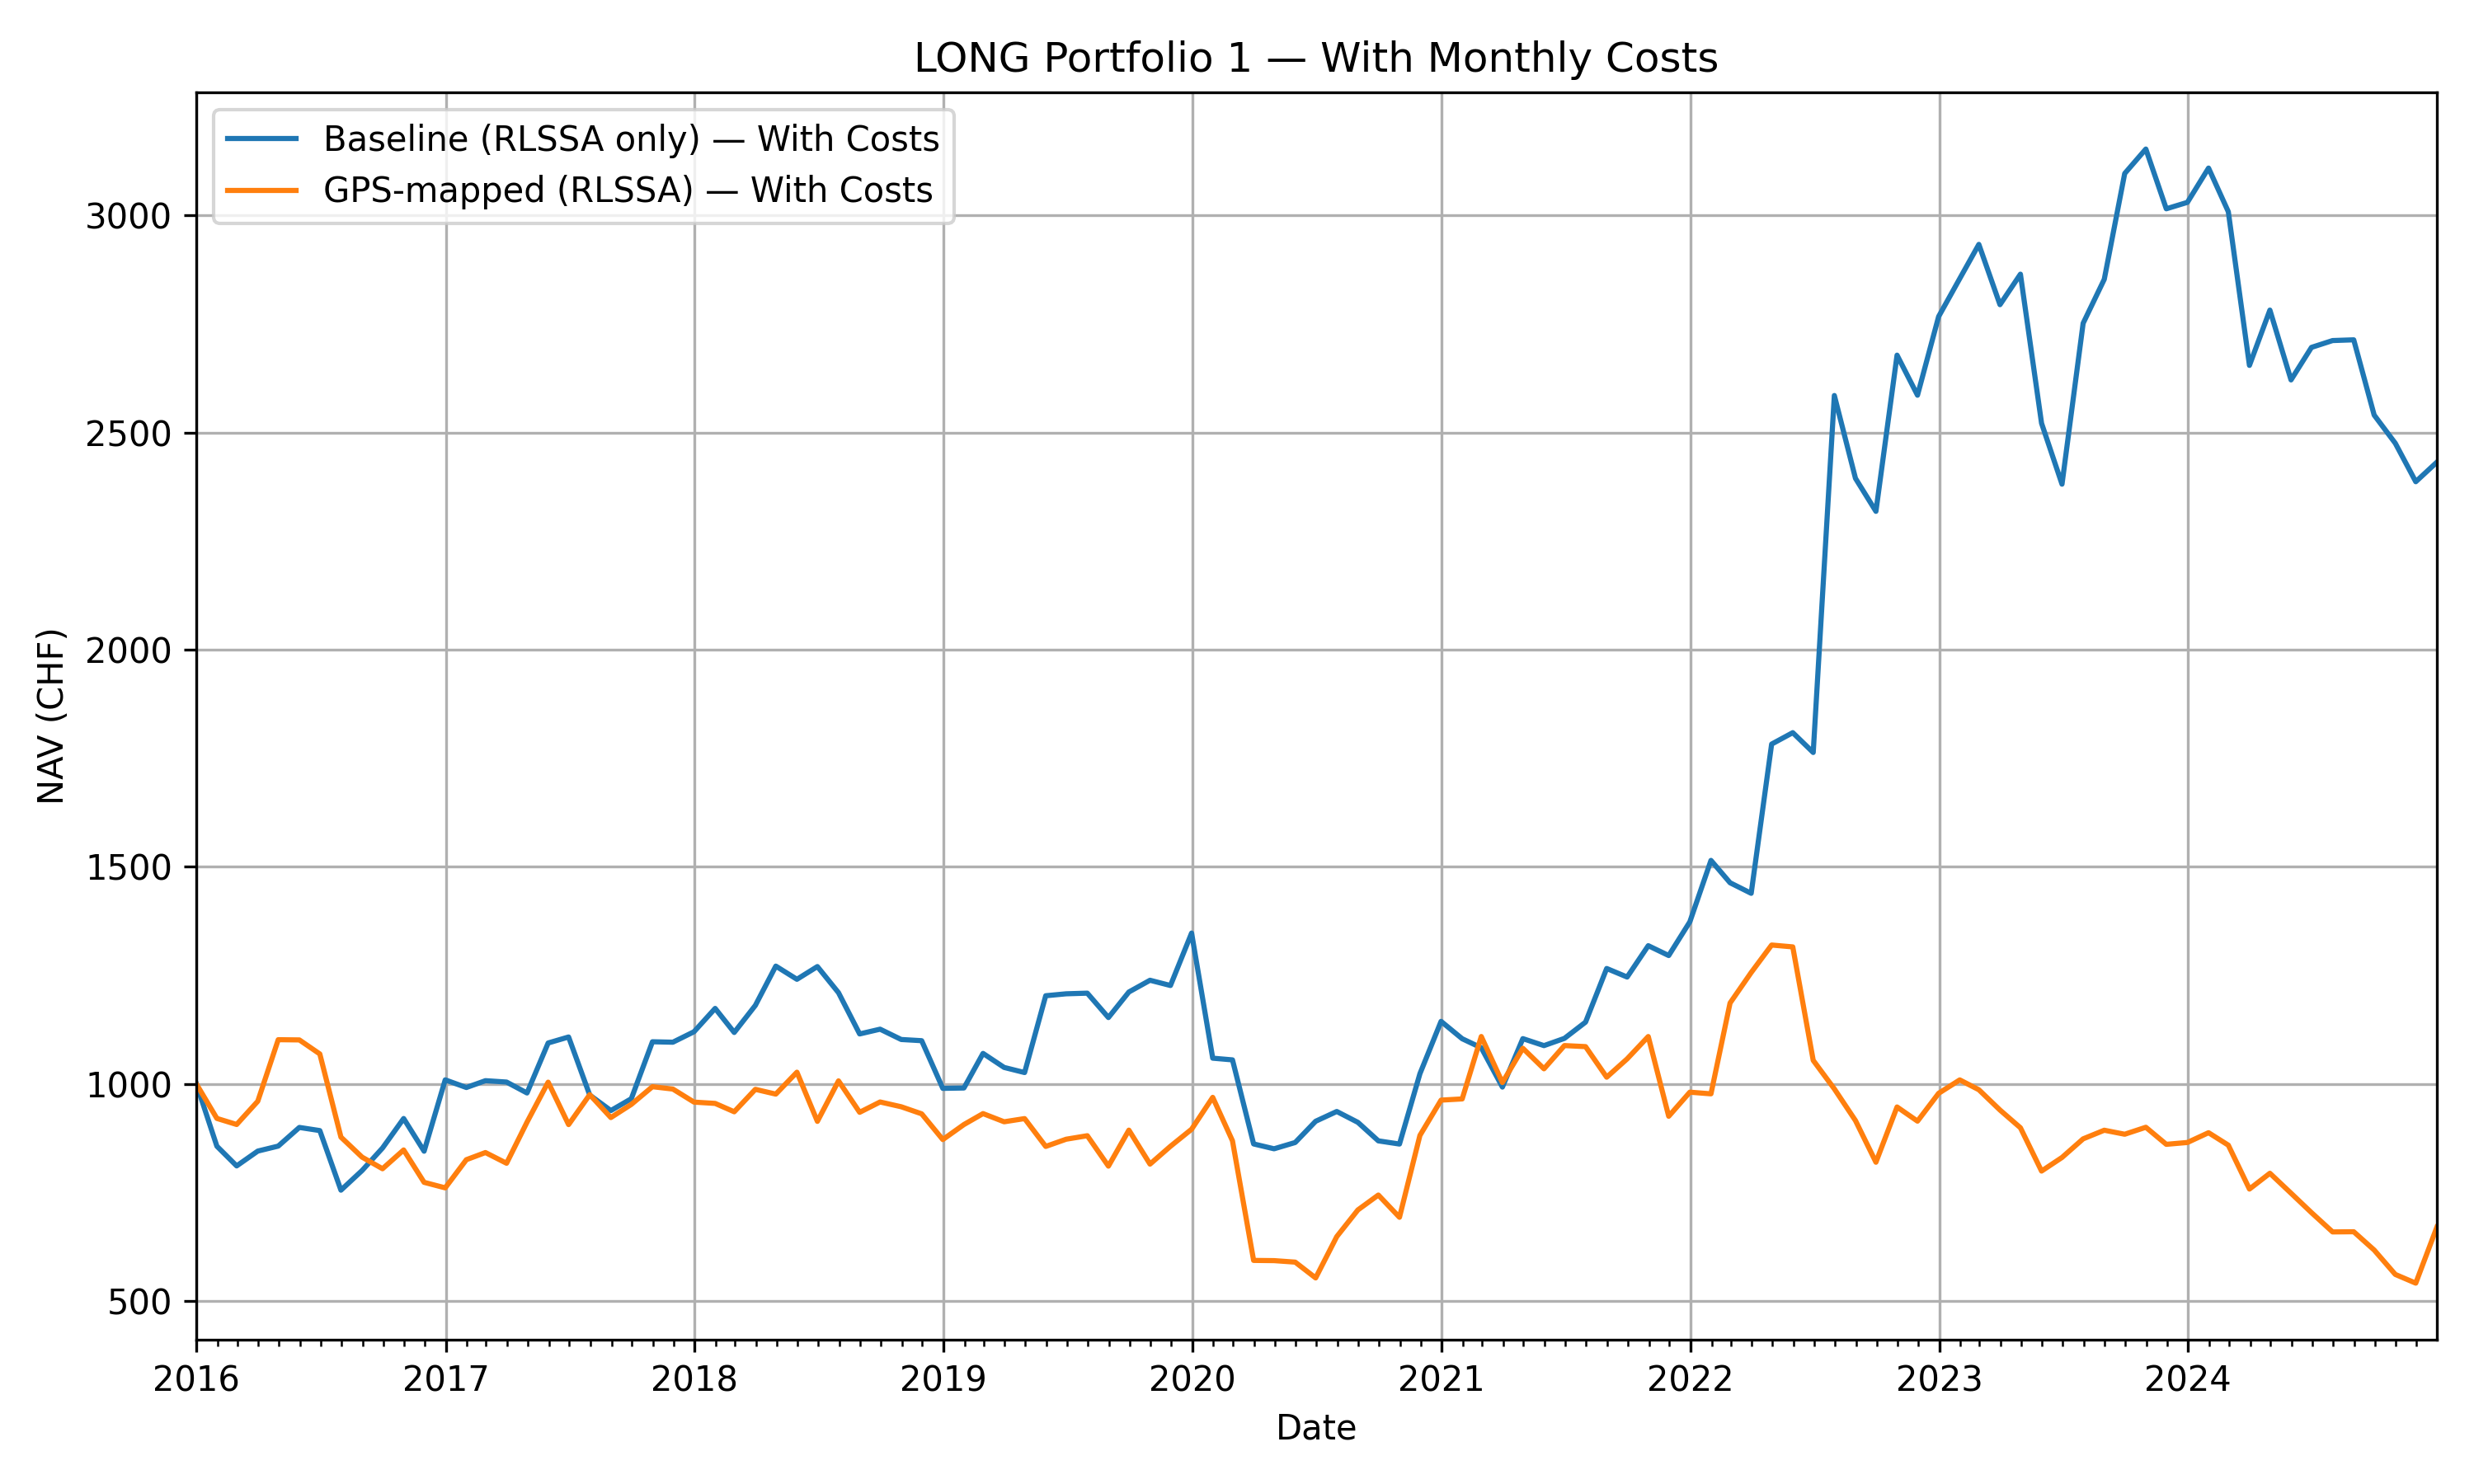 LONG Portfolio 1 — With Monthly Costs
Baseline (RLSSA only) — With Costs
GPS-mapped (RLSSA) — With Costs
3000
2500
2000
1500
1000
500
NAV (CHF)
2016 2017 2018 2019 2020 2021 2022 2023 2024
Date